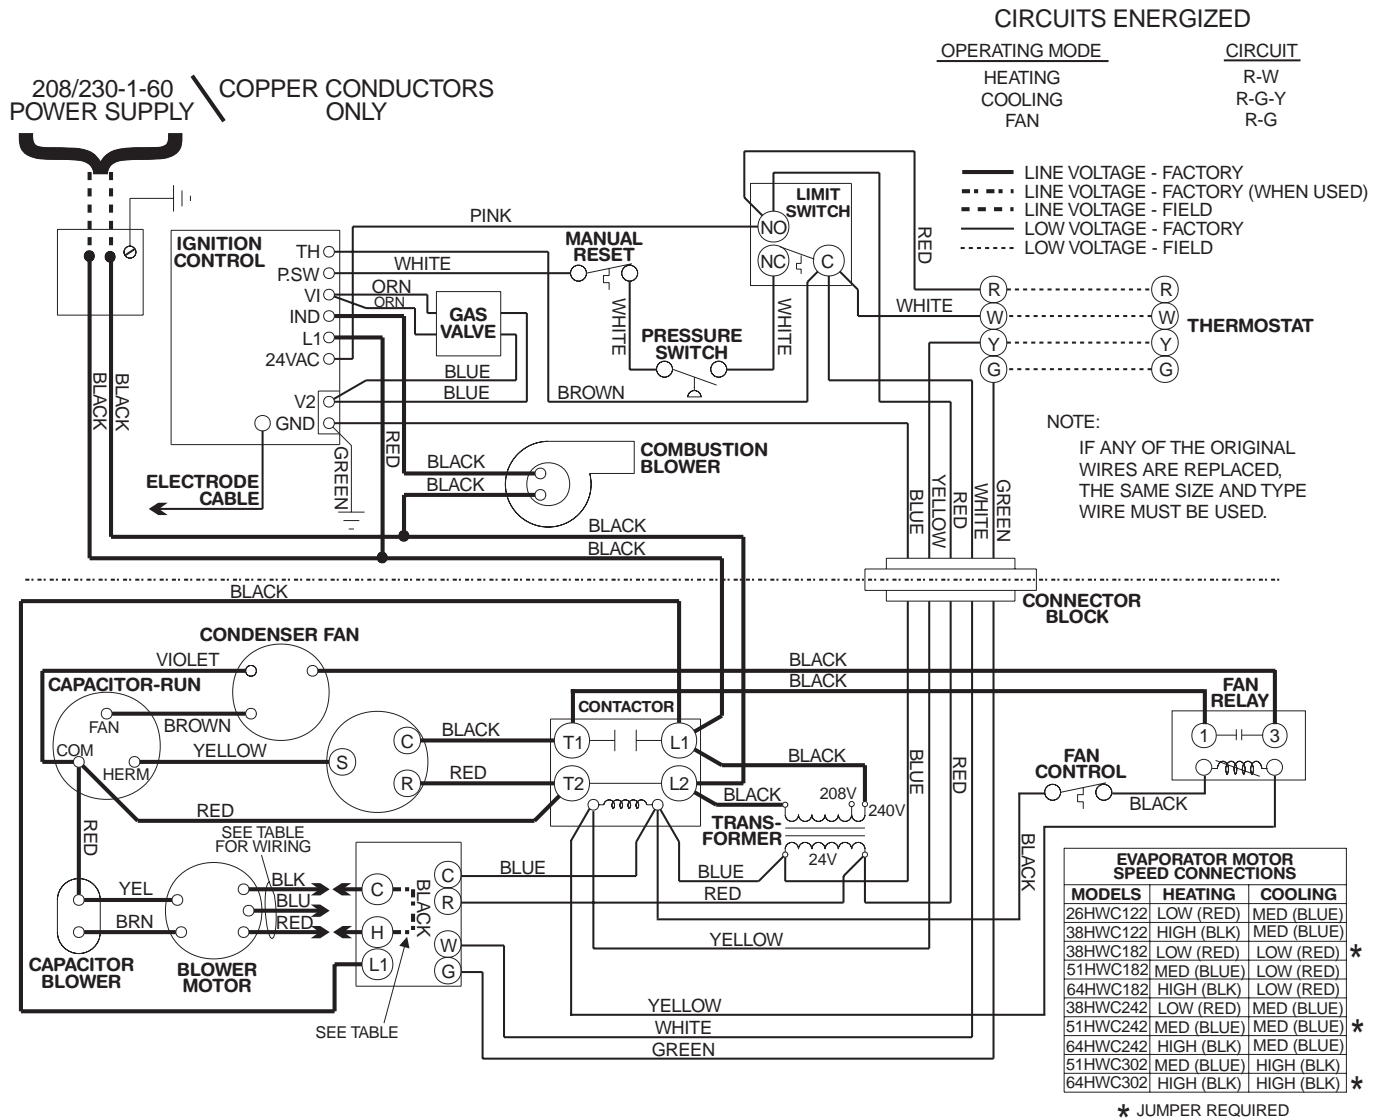 CIRCUITS ENERGIZED
OPERATING MODE CIRCUIT
HEATING R-W
COOLING R-G-Y
FAN R-G
208/230-1-60
POWER SUPPLY
COPPER CONDUCTORS
ONLY
LINE VOLTAGE - FACTORY
LINE VOLTAGE - FACTORY (WHEN USED)
LINE VOLTAGE - FIELD
LOW VOLTAGE - FACTORY
LOW VOLTAGE - FIELD
IGNITION
CONTROL
TH
P.SW
VI
IND
L1
24VAC
V2
GND
PINK
WHITE
ORN
ORN
GAS
VALVE
BLUE
BLUE
MANUAL
RESET
WHITE
PRESSURE
SWITCH
WHITE
BROWN
LIMIT
SWITCH
NO
NC
C
RED
WHITE
R
W
Y
G
R
W
Y
G
THERMOSTAT
NOTE:
IF ANY OF THE ORIGINAL
WIRES ARE REPLACED,
THE SAME SIZE AND TYPE
WIRE MUST BE USED.
BLACK
BLACK
ELECTRODE
CABLE
GREEN
RED
BLACK
BLACK
COMBUSTION
BLOWER
BLUE
YELLOW
RED
WHITE
GREEN
BLACK
BLACK
CONNECTOR
BLOCK
BLACK
CONDENSER FAN
VIOLET
CAPACITOR-RUN
FAN
BROWN
COM
HERM
YELLOW
S
C
R
BLACK
RED
RED
CONTACTOR
T1
L1
T2
L2
BLACK
BLACK
BLACK
BLACK
208V
240V
TRANS-
FORMER
24V
BLUE
RED
BLUE
RED
FAN
RELAY
1
3
FAN
CONTROL
BLACK
BLACK
RED
SEE TABLE
FOR WIRING
YEL
BRN
CAPACITOR
BLOWER
BLOWER
MOTOR
BLK
BLU
RED
C
H
L1
BLACK
C
R
W
G
SEE TABLE
BLUE
YELLOW
YELLOW
WHITE
GREEN
EVAPORATOR MOTOR
SPEED CONNECTIONS
MODELS HEATING COOLING
26HWC122 LOW (RED) MED (BLUE)
38HWC122 HIGH (BLK) MED (BLUE)
38HWC182 LOW (RED) LOW (RED) *
51HWC182 MED (BLUE) LOW (RED)
64HWC182 HIGH (BLK) LOW (RED)
38HWC242 LOW (RED) MED (BLUE)
51HWC242 MED (BLUE) MED (BLUE) *
64HWC242 HIGH (BLK) MED (BLUE)
51HWC302 MED (BLUE) HIGH (BLK)
64HWC302 HIGH (BLK) HIGH (BLK) *
* JUMPER REQUIRED